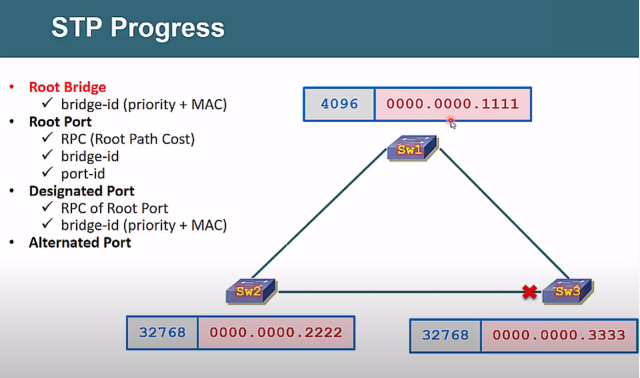 STP Progress
• Root Bridge
✓ bridge-id (priority + MAC)
• Root Port
✓ RPC (Root Path Cost)
✓ bridge-id
✓ port-id
• Designated Port
✓ RPC of Root Port
✓ bridge-id (priority + MAC)
• Alternated Port
4096 0000.0000.1111
Sw1
Sw2
Sw3
32768 0000.0000.2222
32768 0000.0000.3333